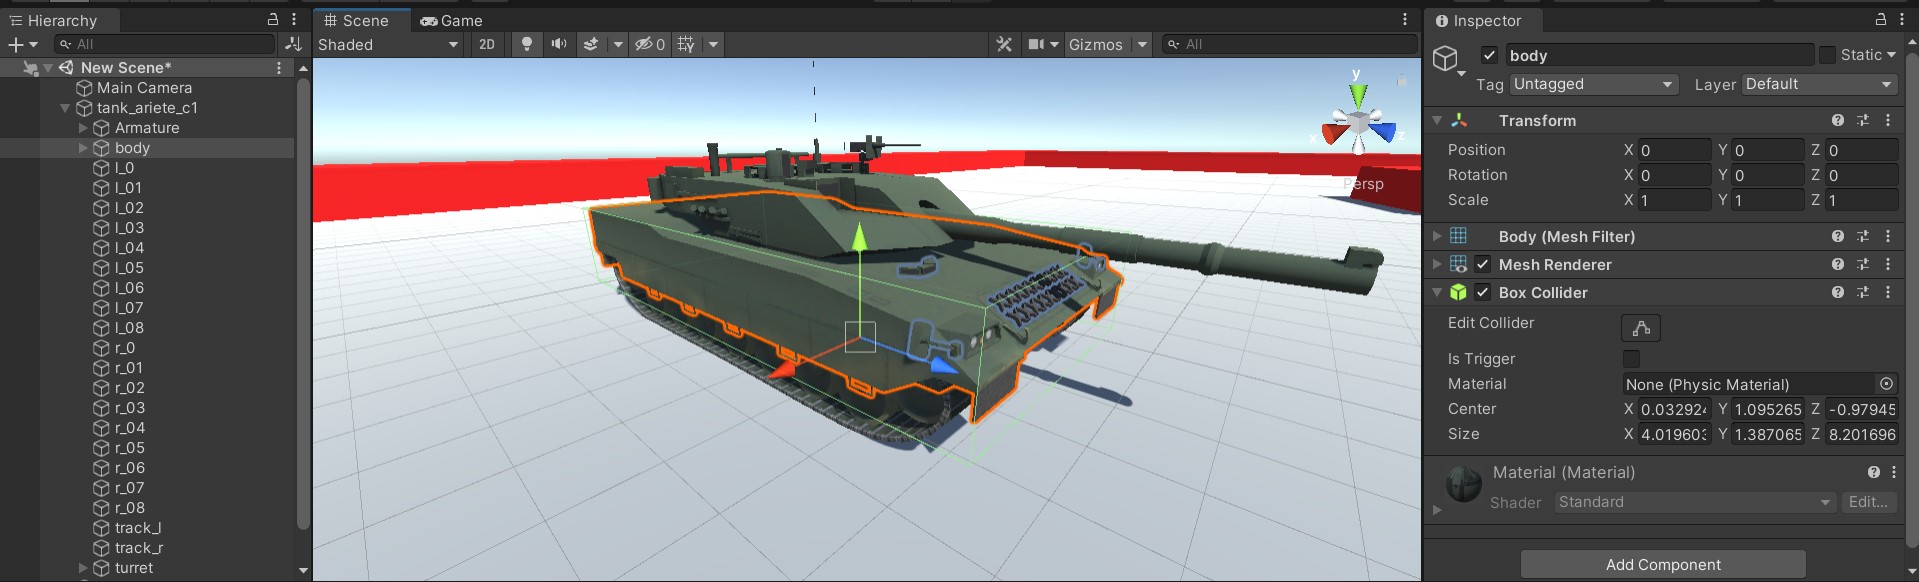 Hierarchy
All
New Scene*
Main Camera
tank_ariete_c1
Armature
body
l_0
l_01
l_02
l_03
l_04
l_05
l_06
l_07
l_08
r_0
r_01
r_02
r_03
r_04
r_05
r_06
r_07
r_08
track_l
track_r
turret
Scene Game
Shaded 2D 0 Gizmos All
y
x z
Persp
Inspector
body Static
Tag Untagged Layer Default
Transform
Position X 0 Y 0 Z 0
Rotation X 0 Y 0 Z 0
Scale X 1 Y 1 Z 1
Body (Mesh Filter)
Mesh Renderer
Box Collider
Edit Collider
Is Trigger
Material None (Physic Material)
Center X 0.032924 Y 1.095265 Z -0.97945
Size X 4.019603 Y 1.387065 Z 8.201696
Material (Material)
Shader Standard Edit...
Add Component